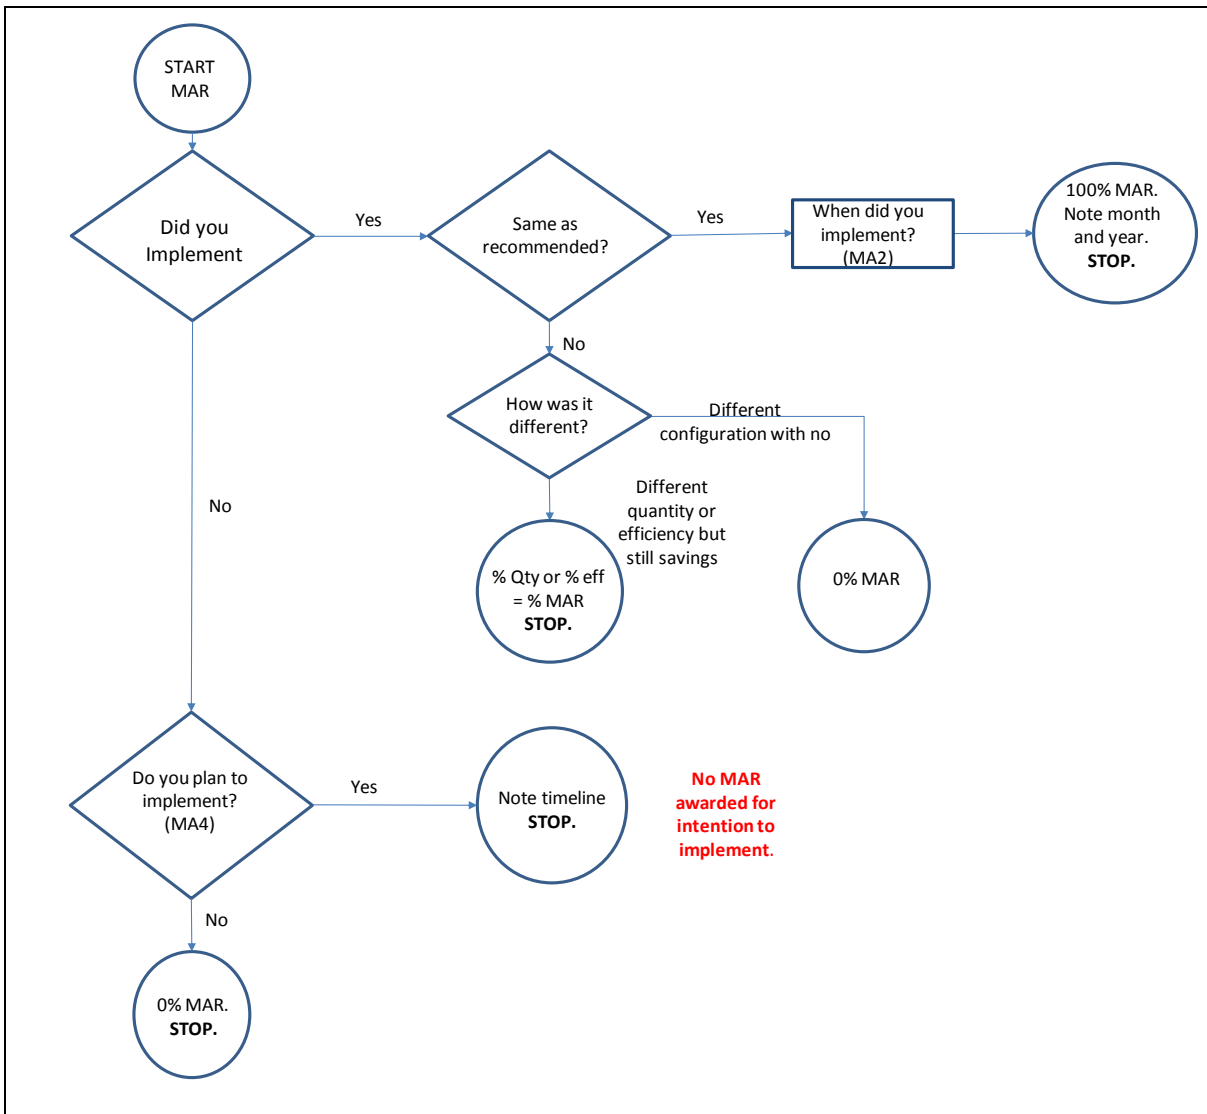 START
MAR
Did you
Implement
Yes
Same as
recommended?
Yes
When did you
implement?
(MA2)
100% MAR.
Note month
and year.
STOP.
No
How was it
different?
Different
configuration with no
Different
quantity or
efficiency but
still savings
No
% Qty or % eff
= % MAR
STOP.
0% MAR
Do you plan to
implement?
(MA4)
Yes
Note timeline
STOP.
No MAR
awarded for
intention to
implement.
No
0% MAR.
STOP.